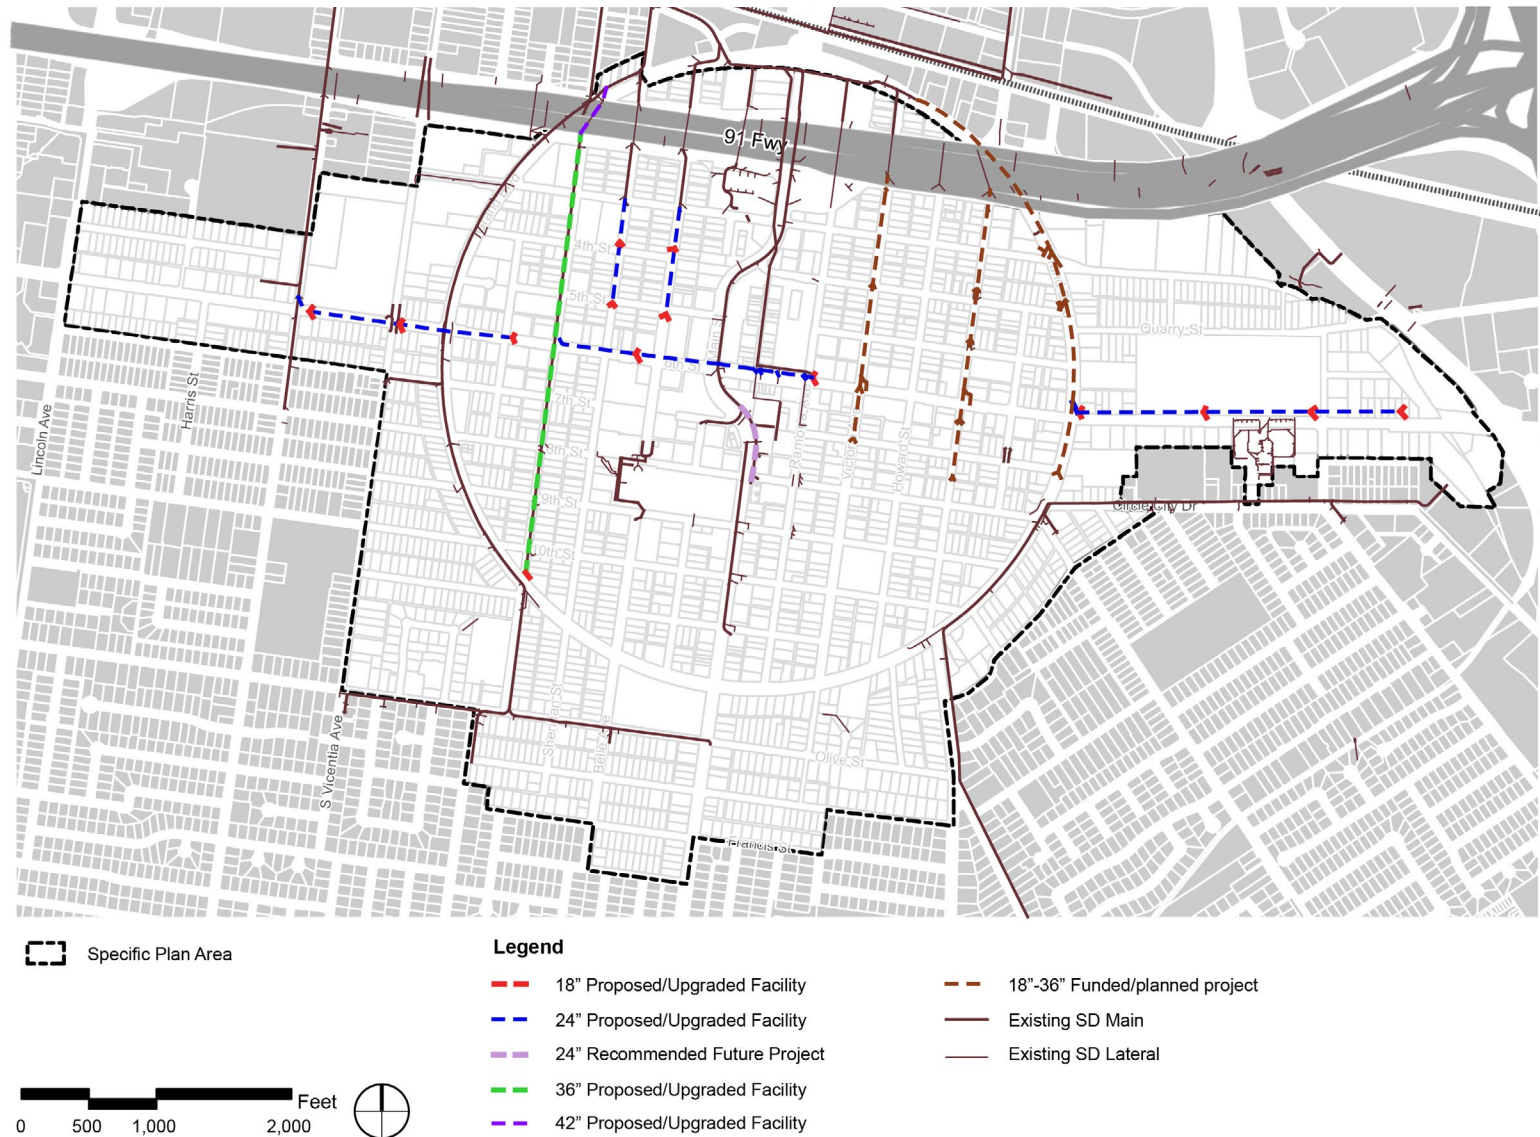 91 Fwy
4th St
5th St
Quarry St
6th St
Harris St
7th St
Lincoln Ave
8th St
9th St
Circle City Dr
10th St
S Vicentia Ave
Sheridan St
Belle Ave
Olive St
Francis St
Specific Plan Area
Legend
18” Proposed/Upgraded Facility
24” Proposed/Upgraded Facility
24” Recommended Future Project
36” Proposed/Upgraded Facility
42” Proposed/Upgraded Facility
18”-36” Funded/planned project
Existing SD Main
Existing SD Lateral
Feet
0 500 1,000 2,000